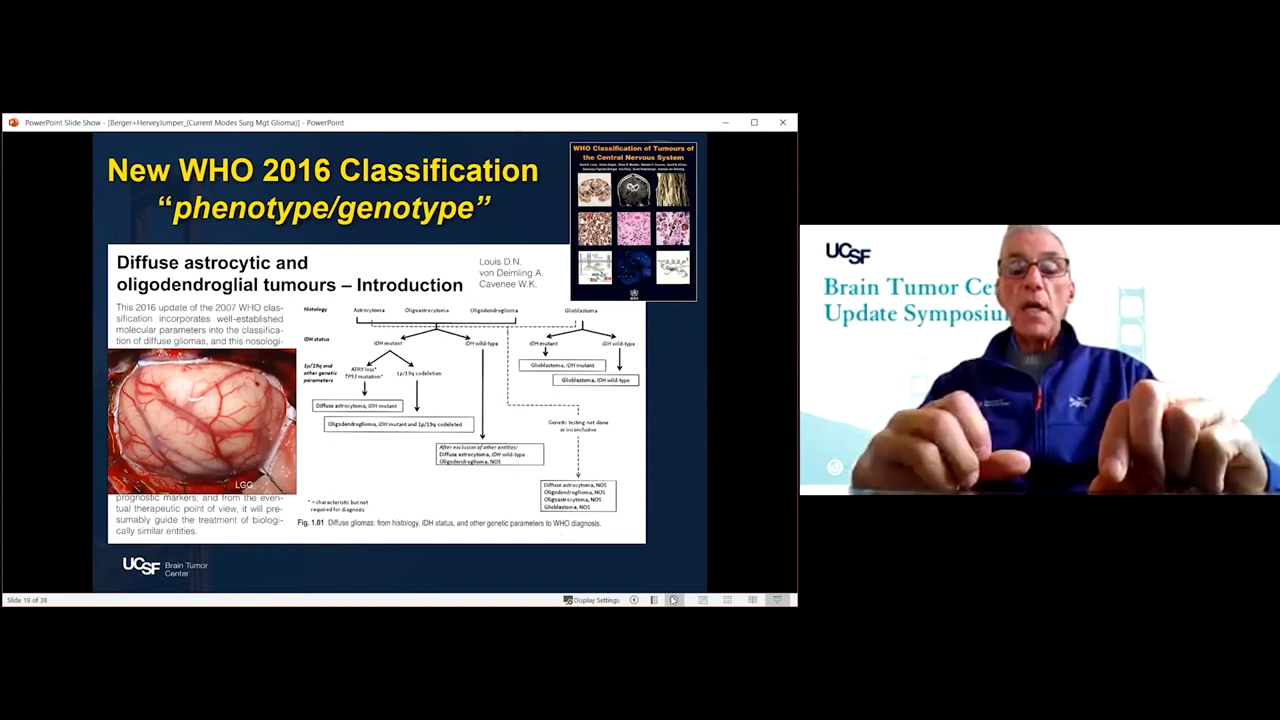 PowerPoint Slide Show - [Berger+HerveyJumper_(Current Modes Surg Mgt Glioma)] - PowerPoint
New WHO 2016 Classification
“phenotype/genotype”
WHO Classification of Tumours of
the Central Nervous System
Diffuse astrocytic and
oligodendroglial tumours – Introduction
Louis D.N.
von Deimling A.
Cavenee W.K.
This 2016 update of the 2007 WHO clas-
sification incorporates well-established
molecular parameters into the classifica-
tion of diffuse gliomas, and this nosologi-
LGG
prognostic markers; and from the even-
tual therapeutic point of view, it will pre-
sumably guide the treatment of biologi-
cally similar entities.
Histology
Astrocytoma
Oligoastrocytoma
Oligodendroglioma
Glioblastoma
IDH status
IDH mutant
IDH wild-type
IDH mutant
IDH wild-type
1p/19q and
other genetic
parameters
ATRX loss*
TP53 mutation*
1p/19q codeletion
Glioblastoma, IDH mutant
Glioblastoma, IDH wild-type
Diffuse astrocytoma, IDH mutant
Oligodendroglioma, IDH mutant and 1p/19q codeleted
Genetic testing not done
or inconclusive
After exclusion of other entities:
Diffuse astrocytoma, IDH wild-type
Oligodendroglioma, NOS
Diffuse astrocytoma, NOS
Oligodendroglioma, NOS
Oligoastrocytoma, NOS
Glioblastoma, NOS
* = characteristic but not
required for diagnosis
Fig. 1.01 Diffuse gliomas: from histology, IDH status, and other genetic parameters to WHO diagnosis.
UCSF
Brain Tumor
Center
Slide 19 of 38
Display Settings
UCSF
Brain Tumor Ce
Update Symposiu